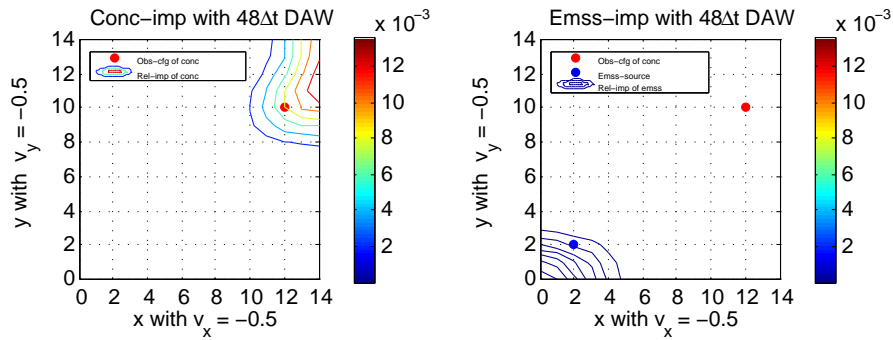 Conc-imp with 48Δt DAW
x 10⁻³
14
12
10
8
6
4
2
0
y with v_y = −0.5
Obs-cfg of conc
Rel-imp of conc
0 2 4 6 8 10 12 14
x with v_x = −0.5
12
10
8
6
4
2
Emss-imp with 48Δt DAW
x 10⁻³
14
12
10
8
6
4
2
0
y with v_y = −0.5
Obs-cfg of conc
Emss-source
Rel-imp of emss
0 2 4 6 8 10 12 14
x with v_x = −0.5
12
10
8
6
4
2